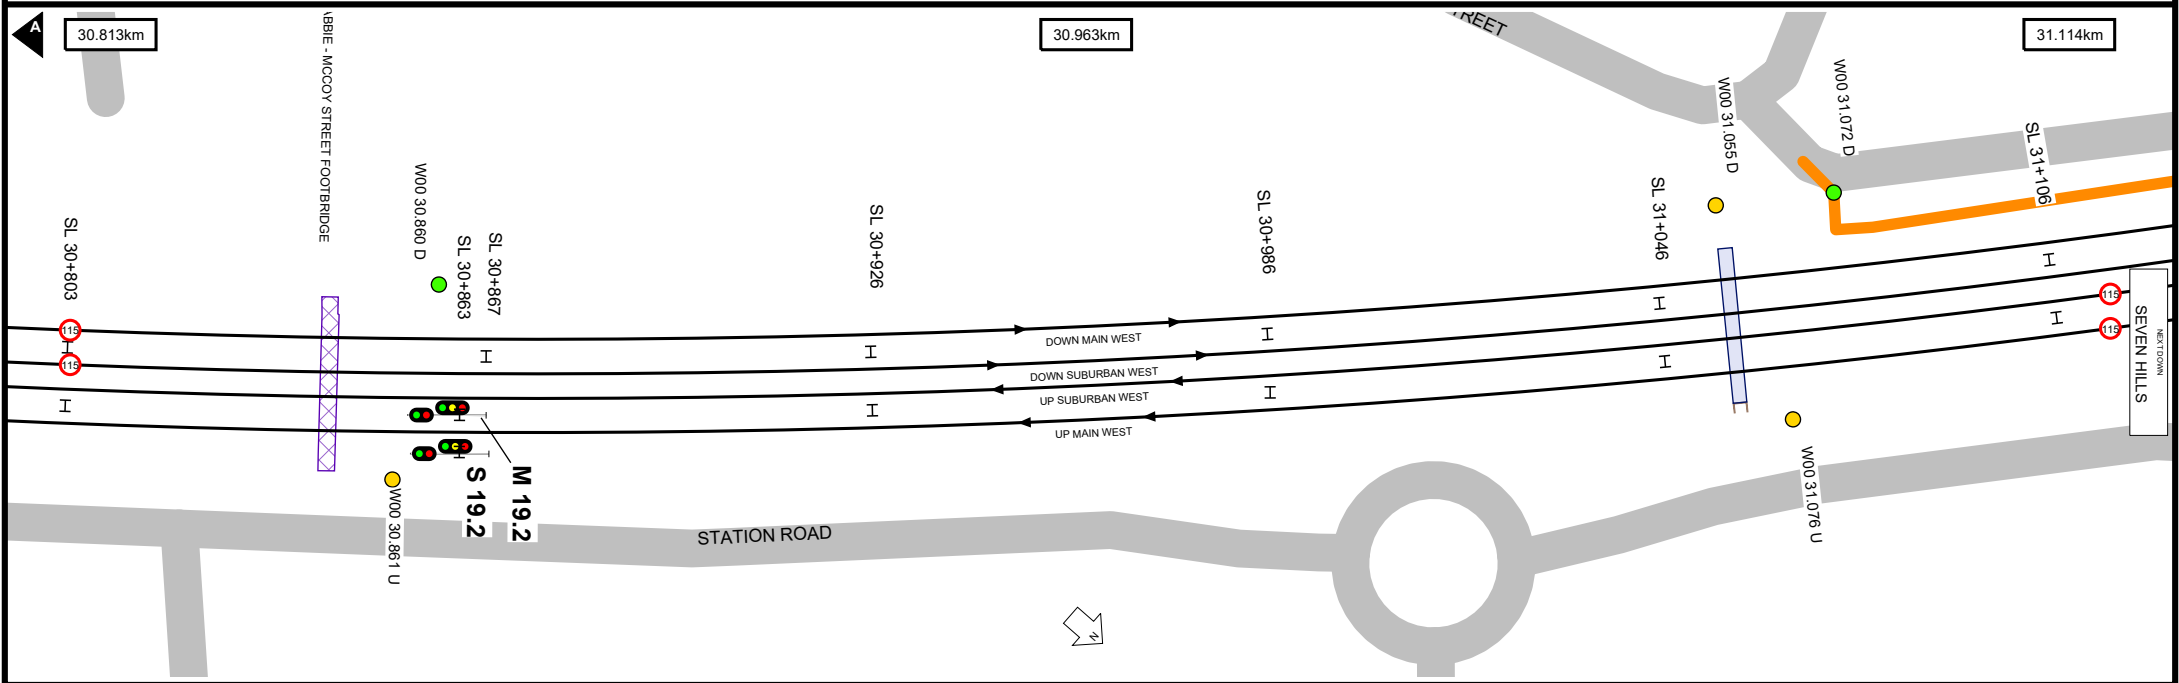 A
30.813km
30.963km
31.114km
BBIE - MCCOY STREET FOOTBRIDGE
W00 31.055 D
W00 31.072 D
SL 31+106
SL 30+803
W00 30.860 D
SL 30+863
SL 30+867
SL 30+926
SL 30+986
SL 31+046
115
115
115
115
DOWN MAIN WEST
DOWN SUBURBAN WEST
UP SUBURBAN WEST
UP MAIN WEST
NEXT DOWN
SEVEN HILLS
S 19.2
M 19.2
W00 30.861 U
W00 31.076 U
STATION ROAD
N